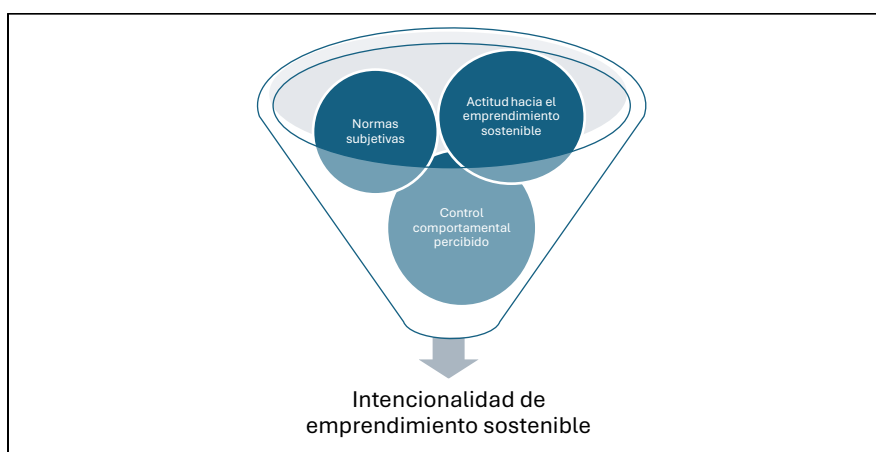 Normas
subjetivas
Actitud hacia el
emprendimiento
sostenible
Control
comportamental
percibido
Intencionalidad de
emprendimiento sostenible